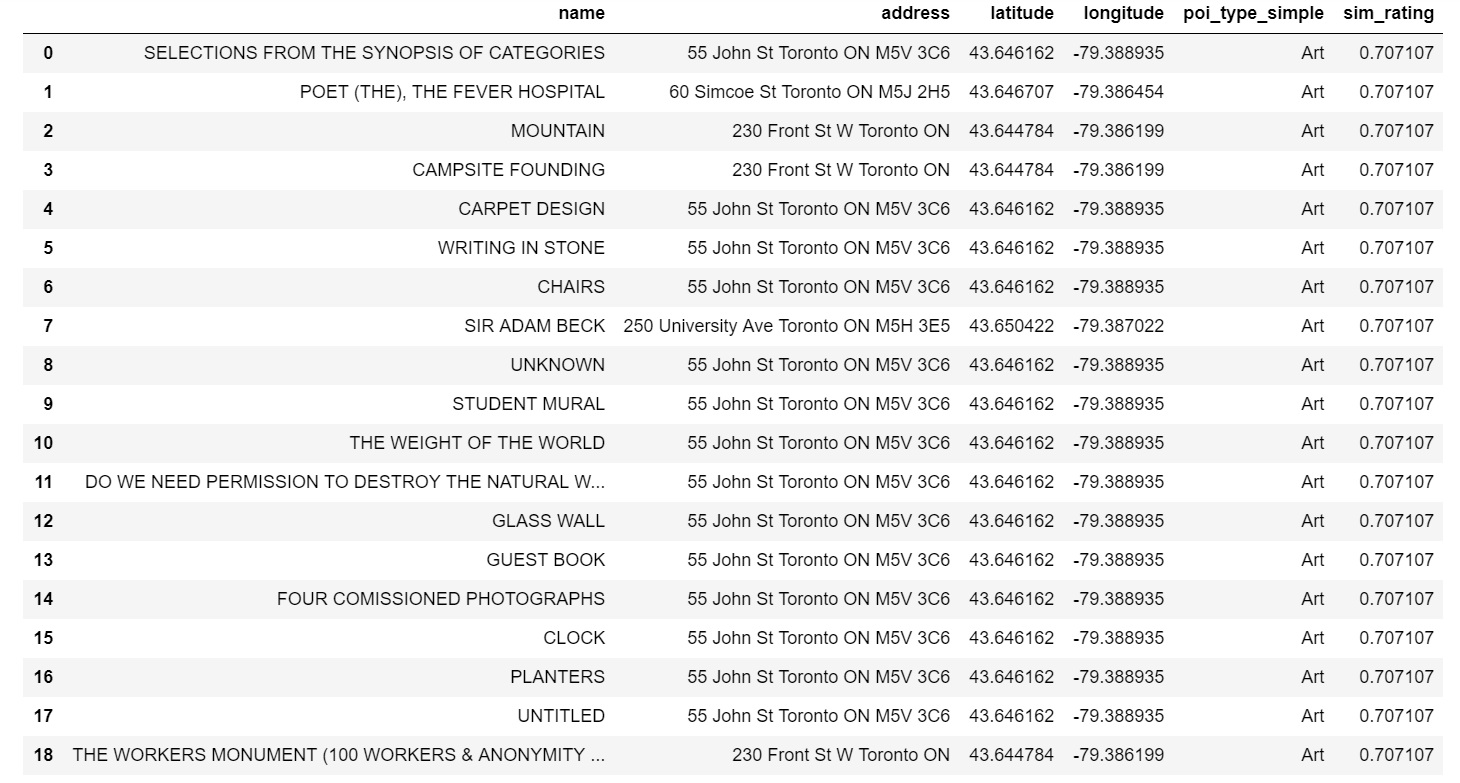 name address latitude longitude poi_type_simple sim_rating
0 SELECTIONS FROM THE SYNOPSIS OF CATEGORIES 55 John St Toronto ON M5V 3C6 43.646162 -79.388935 Art 0.707107
1 POET (THE), THE FEVER HOSPITAL 60 Simcoe St Toronto ON M5J 2H5 43.646707 -79.386454 Art 0.707107
2 MOUNTAIN 230 Front St W Toronto ON 43.644784 -79.386199 Art 0.707107
3 CAMPSITE FOUNDING 230 Front St W Toronto ON 43.644784 -79.386199 Art 0.707107
4 CARPET DESIGN 55 John St Toronto ON M5V 3C6 43.646162 -79.388935 Art 0.707107
5 WRITING IN STONE 55 John St Toronto ON M5V 3C6 43.646162 -79.388935 Art 0.707107
6 CHAIRS 55 John St Toronto ON M5V 3C6 43.646162 -79.388935 Art 0.707107
7 SIR ADAM BECK 250 University Ave Toronto ON M5H 3E5 43.650422 -79.387022 Art 0.707107
8 UNKNOWN 55 John St Toronto ON M5V 3C6 43.646162 -79.388935 Art 0.707107
9 STUDENT MURAL 55 John St Toronto ON M5V 3C6 43.646162 -79.388935 Art 0.707107
10 THE WEIGHT OF THE WORLD 55 John St Toronto ON M5V 3C6 43.646162 -79.388935 Art 0.707107
11 DO WE NEED PERMISSION TO DESTROY THE NATURAL W... 55 John St Toronto ON M5V 3C6 43.646162 -79.388935 Art 0.707107
12 GLASS WALL 55 John St Toronto ON M5V 3C6 43.646162 -79.388935 Art 0.707107
13 GUEST BOOK 55 John St Toronto ON M5V 3C6 43.646162 -79.388935 Art 0.707107
14 FOUR COMISSIONED PHOTOGRAPHS 55 John St Toronto ON M5V 3C6 43.646162 -79.388935 Art 0.707107
15 CLOCK 55 John St Toronto ON M5V 3C6 43.646162 -79.388935 Art 0.707107
16 PLANTERS 55 John St Toronto ON M5V 3C6 43.646162 -79.388935 Art 0.707107
17 UNTITLED 55 John St Toronto ON M5V 3C6 43.646162 -79.388935 Art 0.707107
18 THE WORKERS MONUMENT (100 WORKERS & ANONYMITY ... 230 Front St W Toronto ON 43.644784 -79.386199 Art 0.707107